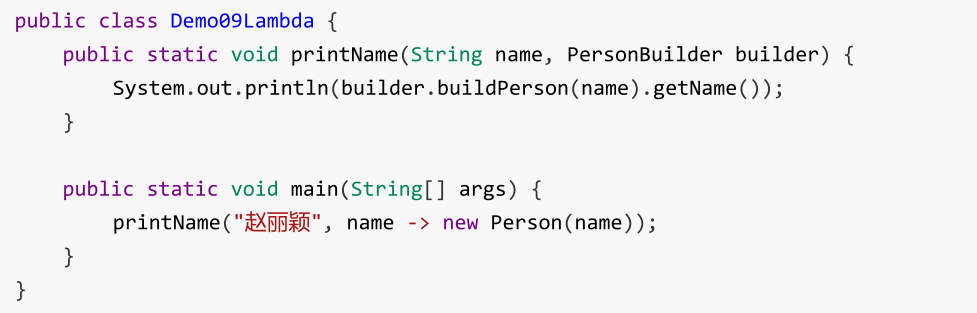 public class Demo09Lambda {
    public static void printName(String name, PersonBuilder builder) {
        System.out.println(builder.buildPerson(name).getName());
    }

    public static void main(String[] args) {
        printName("赵丽颖", name -> new Person(name));
    }
}